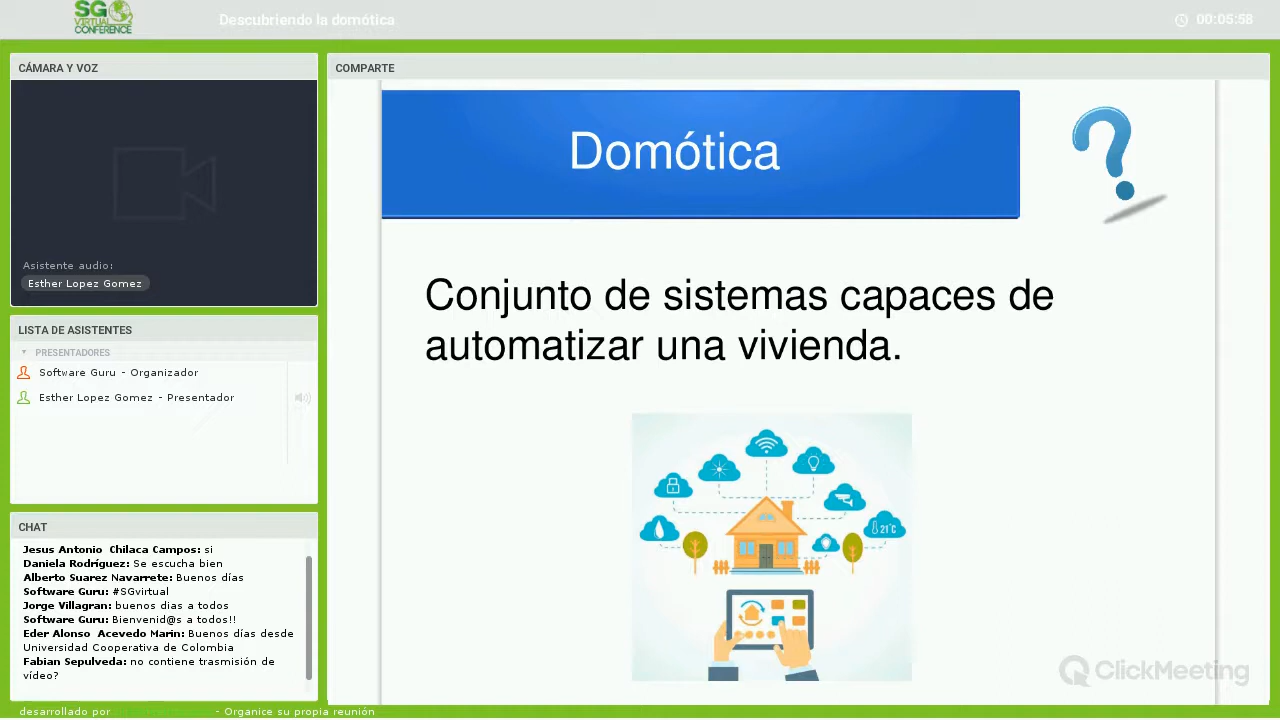 SG
VIRTUAL
CONFERENCE
Descubriendo la domótica
00:05:58
CÁMARA Y VOZ
Asistente audio:
Esther Lopez Gomez
LISTA DE ASISTENTES
PRESENTADORES
Software Guru - Organizador
Esther Lopez Gomez - Presentador
CHAT
Jesus Antonio Chilaca Campos: si
Daniela Rodríguez: Se escucha bien
Alberto Suarez Navarrete: Buenos días
Software Guru: #SGvirtual
Jorge Villagran: buenos dias a todos
Software Guru: Bienvenid@s a todos!!
Eder Alonso Acevedo Marin: Buenos días desde
Universidad Cooperativa de Colombia
Fabian Sepulveda: no contiene trasmisión de
vídeo?
desarrollado por - Organice su propia reunión
COMPARTE
Domótica
Conjunto de sistemas capaces de
automatizar una vivienda.
21°C
ClickMeeting